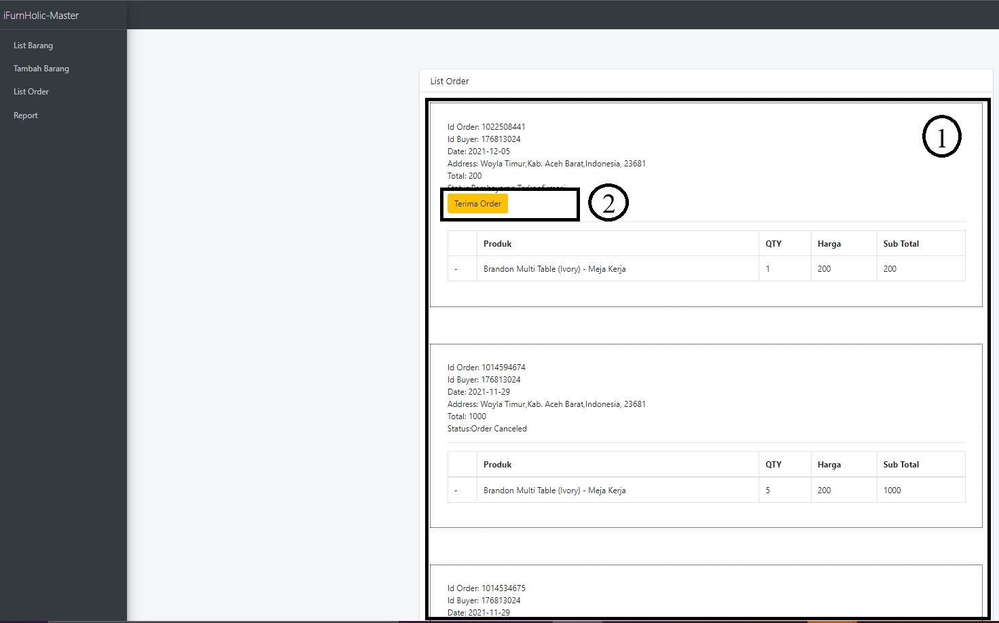 iFurnHolic-Master
List Barang
Tambah Barang
List Order
Report
List Order
1
Id Order: 1022508441
Id Buyer: 176813024
Date: 2021-12-05
Address: Woyla Timur,Kab. Aceh Barat,Indonesia, 23681
Total: 200
Status:Pembayaran Terkonfirmasi
Terima Order
2
Produk QTY Harga Sub Total
- Brandon Multi Table (Ivory) - Meja Kerja 1 200 200
Id Order: 1014594674
Id Buyer: 176813024
Date: 2021-11-29
Address: Woyla Timur,Kab. Aceh Barat,Indonesia, 23681
Total: 1000
Status:Order Canceled
Produk QTY Harga Sub Total
- Brandon Multi Table (Ivory) - Meja Kerja 5 200 1000
Id Order: 1014534675
Id Buyer: 176813024
Date: 2021-11-29